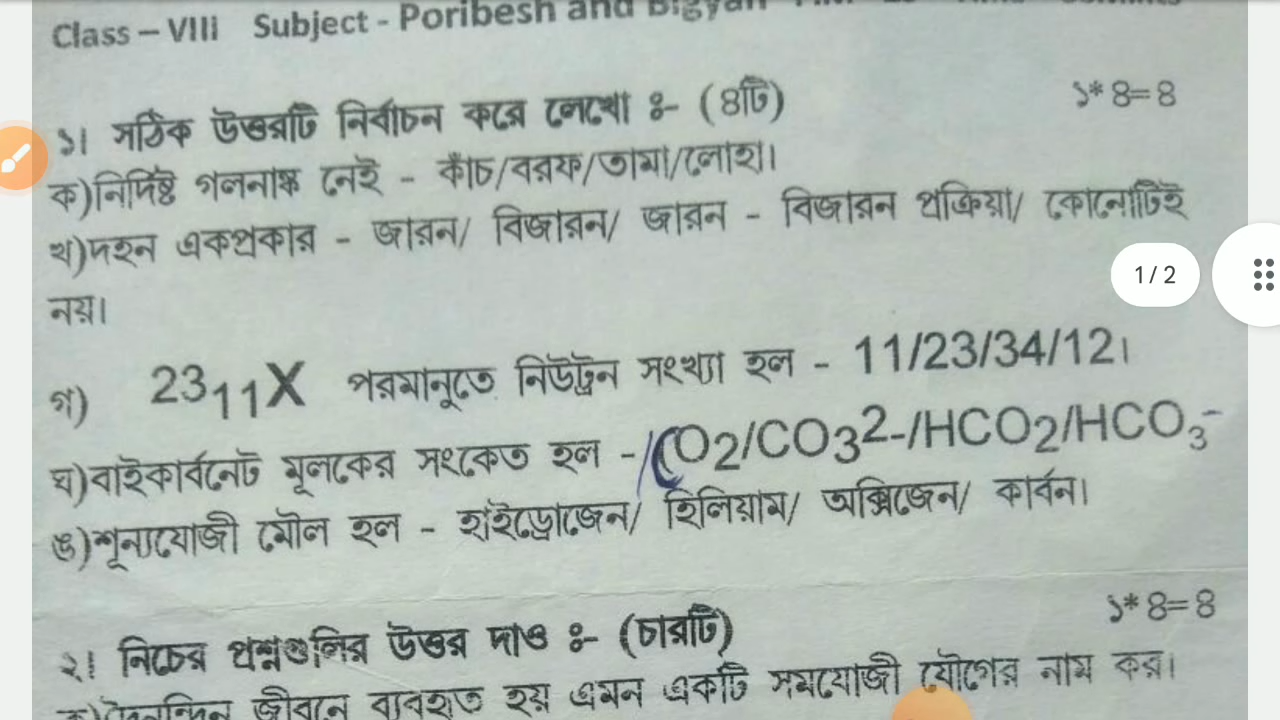 Class – VIIi Subject - Poribesh and Bigyan
১। সঠিক উত্তরটি নির্বাচন করে লেখো ঃ- (৪টি) ১* ৪= ৪
ক)নির্দিষ্ট গলনাঙ্ক নেই - কাঁচ/বরফ/তামা/লোহা।
খ)দহন একপ্রকার - জারন/ বিজারন/ জারন - বিজারন প্রক্রিয়া/ কোনোটিই
নয়।
1 / 2
গ) 23₁₁X পরমানুতে নিউট্রন সংখ্যা হল - 11/23/34/12।
ঘ)বাইকার্বনেট মূলকের সংকেত হল -/CO2/CO3²-/HCO2/HCO₃⁻
ঙ)শূন্যযোজী মৌল হল - হাইড্রোজেন/ হিলিয়াম/ অক্সিজেন/ কার্বন।
২। নিচের প্রশ্নগুলির উত্তর দাও ঃ- (চারটি) ১* ৪= ৪
ক)দৈনন্দিন জীবনে ব্যবহৃত হয় এমন একটি সমযোজী যৌগের নাম কর।